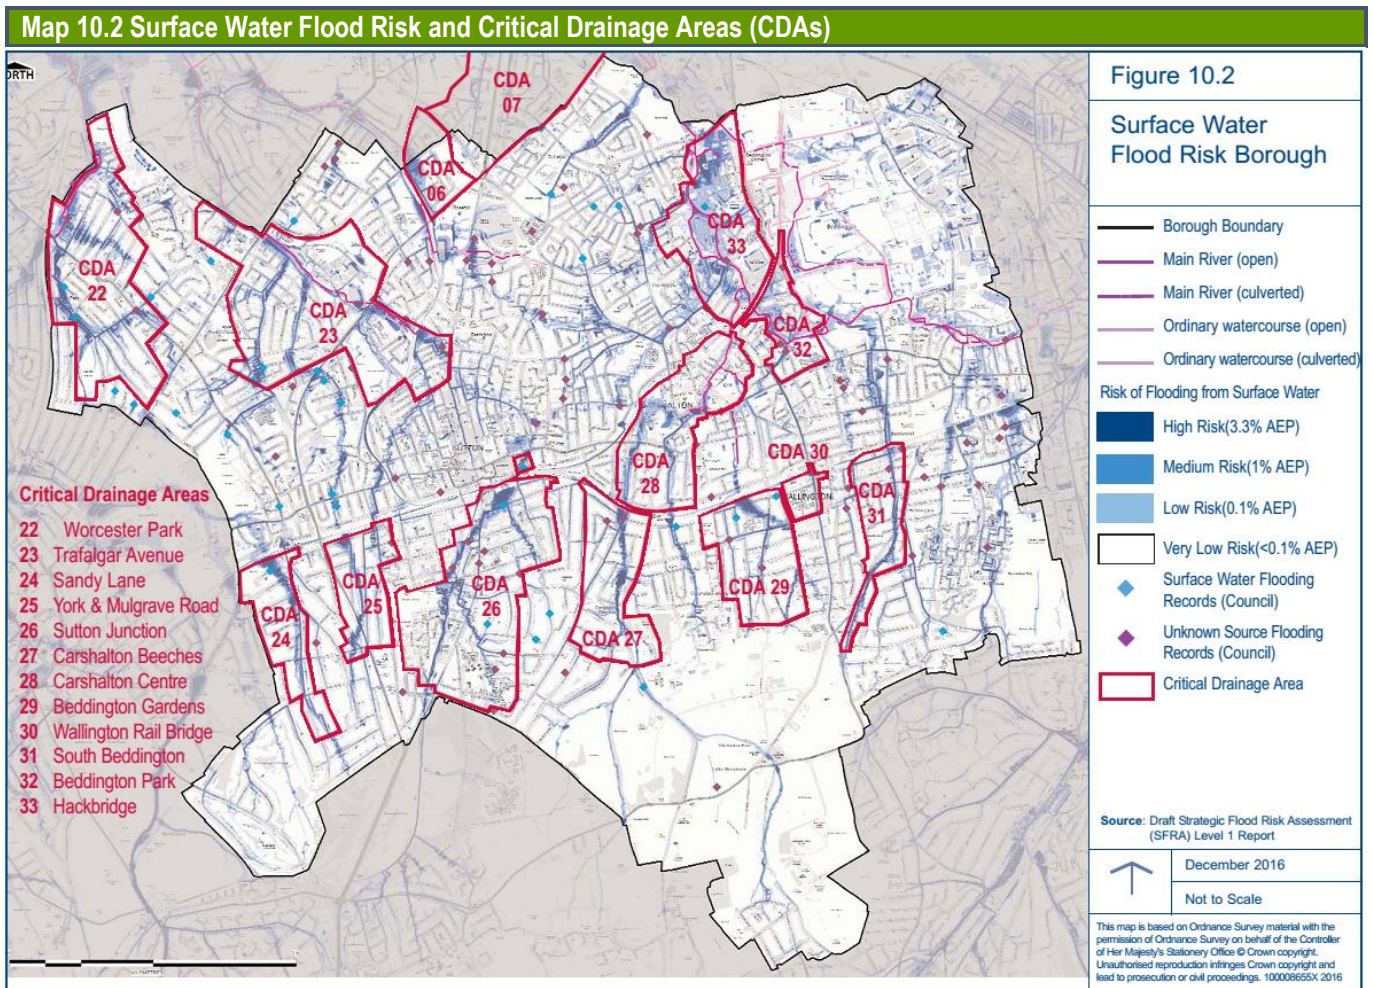 Map 10.2 Surface Water Flood Risk and Critical Drainage Areas (CDAs)
ORTH
CDA
07
CDA
06
CDA
22
CDA
23
CDA
33
CDA
32
CDA
28
CDA 30
CDA
31
CDA
24
CDA
25
CDA
26
CDA 27
CDA 29
SUTTON
WALLINGTON
Critical Drainage Areas
22 Worcester Park
23 Trafalgar Avenue
24 Sandy Lane
25 York & Mulgrave Road
26 Sutton Junction
27 Carshalton Beeches
28 Carshalton Centre
29 Beddington Gardens
30 Wallington Rail Bridge
31 South Beddington
32 Beddington Park
33 Hackbridge
Figure 10.2
Surface Water
Flood Risk Borough
Borough Boundary
Main River (open)
Main River (culverted)
Ordinary watercourse (open)
Ordinary watercourse (culverted)
Risk of Flooding from Surface Water
High Risk(3.3% AEP)
Medium Risk(1% AEP)
Low Risk(0.1% AEP)
Very Low Risk(<0.1% AEP)
Surface Water Flooding
Records (Council)
Unknown Source Flooding
Records (Council)
Critical Drainage Area
Source: Draft Strategic Flood Risk Assessment
(SFRA) Level 1 Report
December 2016
Not to Scale
This map is based on Ordnance Survey material with the
permission of Ordnance Survey on behalf of the Controller
of Her Majesty's Stationery Office © Crown copyright.
Unauthorised reproduction infringes Crown copyright and
lead to prosecution or civil proceedings. 100008655X 2016